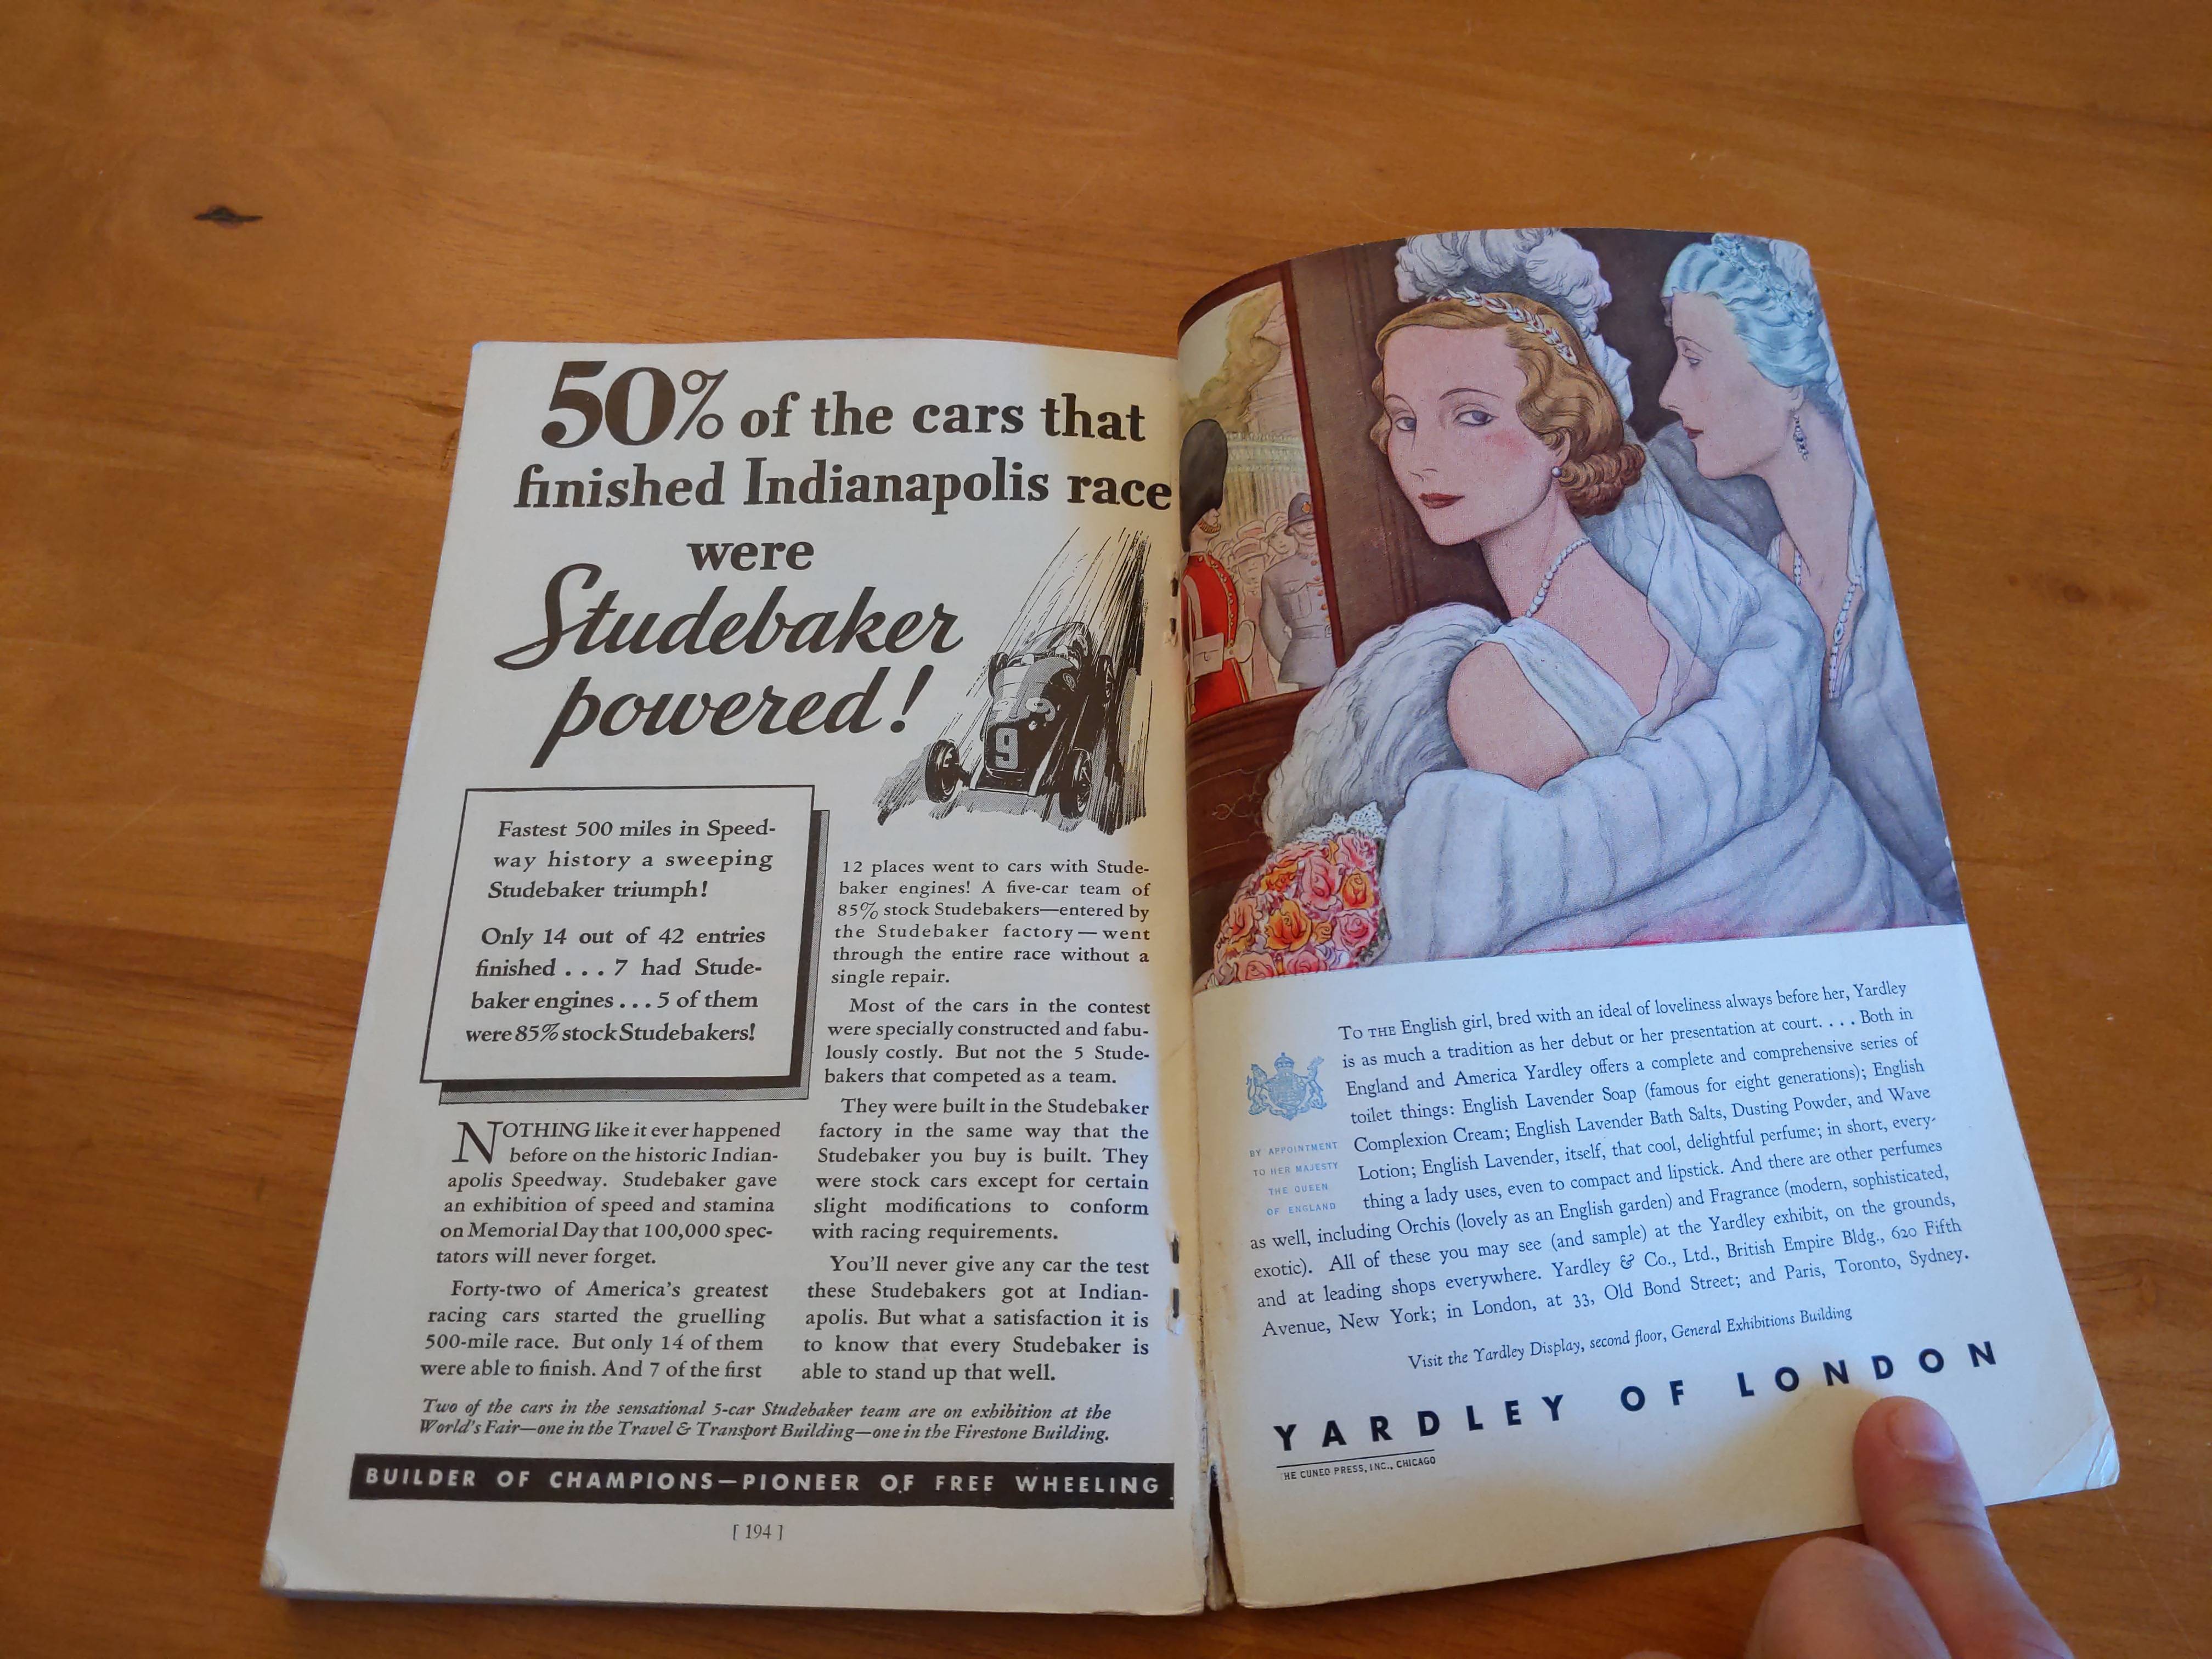 50% of the cars that
finished Indianapolis race
were
Studebaker
powered!
9
Fastest 500 miles in Speed-
way history a sweeping
Studebaker triumph!
Only 14 out of 42 entries
finished . . . 7 had Stude-
baker engines . . . 5 of them
were 85% stock Studebakers!
NOTHING like it ever happened
before on the historic Indian-
apolis Speedway. Studebaker gave
an exhibition of speed and stamina
on Memorial Day that 100,000 spec-
tators will never forget.
Forty-two of America's greatest
racing cars started the gruelling
500-mile race. But only 14 of them
were able to finish. And 7 of the first
12 places went to cars with Stude-
baker engines! A five-car team of
85% stock Studebakers—entered by
the Studebaker factory—went
through the entire race without a
single repair.
Most of the cars in the contest
were specially constructed and fabu-
lously costly. But not the 5 Stude-
bakers that competed as a team.
They were built in the Studebaker
factory in the same way that the
Studebaker you buy is built. They
were stock cars except for certain
slight modifications to conform
with racing requirements.
You'll never give any car the test
these Studebakers got at Indian-
apolis. But what a satisfaction it is
to know that every Studebaker is
able to stand up that well.
Two of the cars in the sensational 5-car Studebaker team are on exhibition at the
World's Fair—one in the Travel & Transport Building—one in the Firestone Building.
BUILDER OF CHAMPIONS—PIONEER OF FREE WHEELING
[ 194 ]
TO THE English girl, bred with an ideal of loveliness always before her, Yardley
is as much a tradition as her debut or her presentation at court. . . . Both in
England and America Yardley offers a complete and comprehensive series of
toilet things: English Lavender Soap (famous for eight generations); English
Complexion Cream; English Lavender Bath Salts, Dusting Powder, and Wave
Lotion; English Lavender, itself, that cool, delightful perfume; in short, every-
thing a lady uses, even to compact and lipstick. And there are other perfumes
as well, including Orchis (lovely as an English garden) and Fragrance (modern, sophisticated,
exotic). All of these you may see (and sample) at the Yardley exhibit, on the grounds,
and at leading shops everywhere. Yardley & Co., Ltd., British Empire Bldg., 620 Fifth
Avenue, New York; in London, at 33, Old Bond Street; and Paris, Toronto, Sydney.
BY APPOINTMENT
TO HER MAJESTY
THE QUEEN
OF ENGLAND
Visit the Yardley Display, second floor, General Exhibitions Building
YARDLEY OF LONDON
THE CUNEO PRESS, INC., CHICAGO